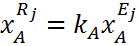 $x_A^{R_j} = k_A x_A^{E_j}$